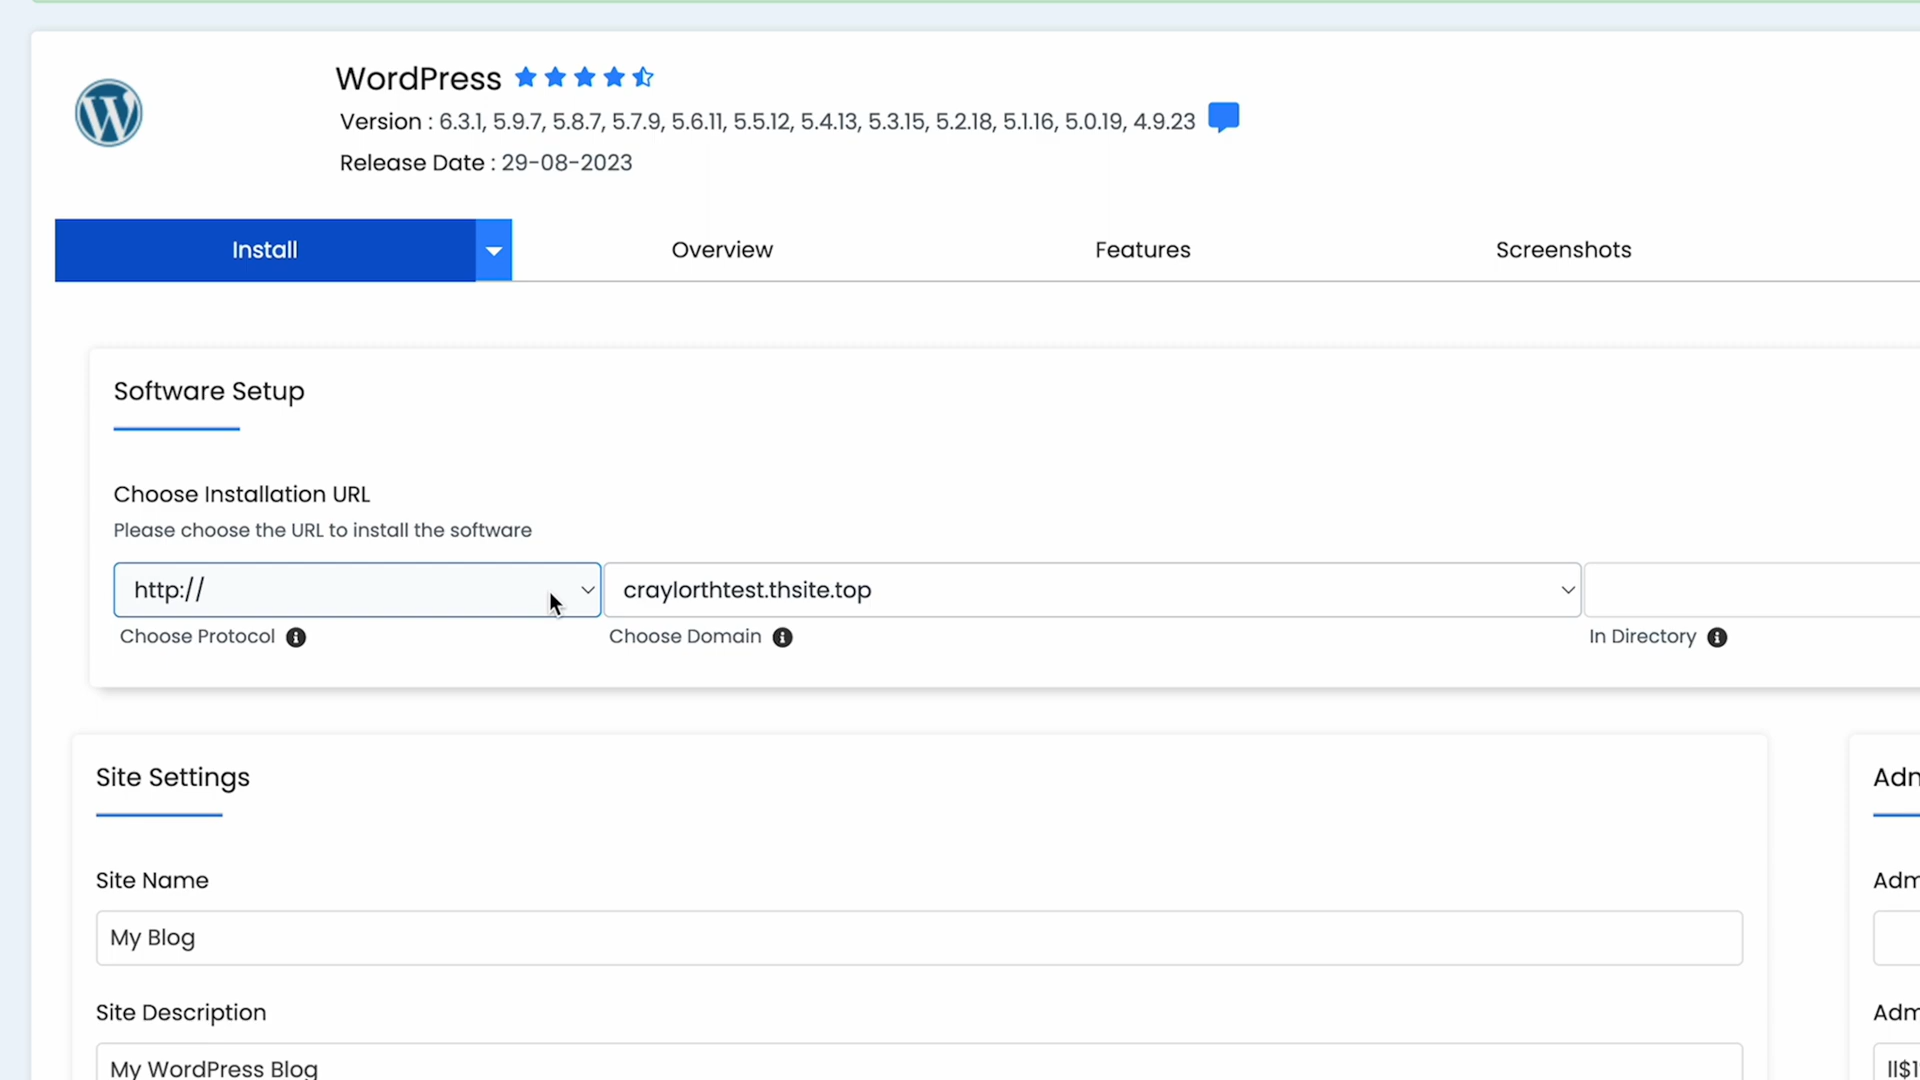 WordPress
Version : 6.3.1, 5.9.7, 5.8.7, 5.7.9, 5.6.11, 5.5.12, 5.4.13, 5.3.15, 5.2.18, 5.1.16, 5.0.19, 4.9.23
Release Date : 29-08-2023
Install
Overview
Features
Screenshots
Software Setup
Choose Installation URL
Please choose the URL to install the software
http://
craylorthtest.thsite.top
Choose Protocol
Choose Domain
In Directory
Site Settings
Site Name
My Blog
Site Description
My WordPress Blog